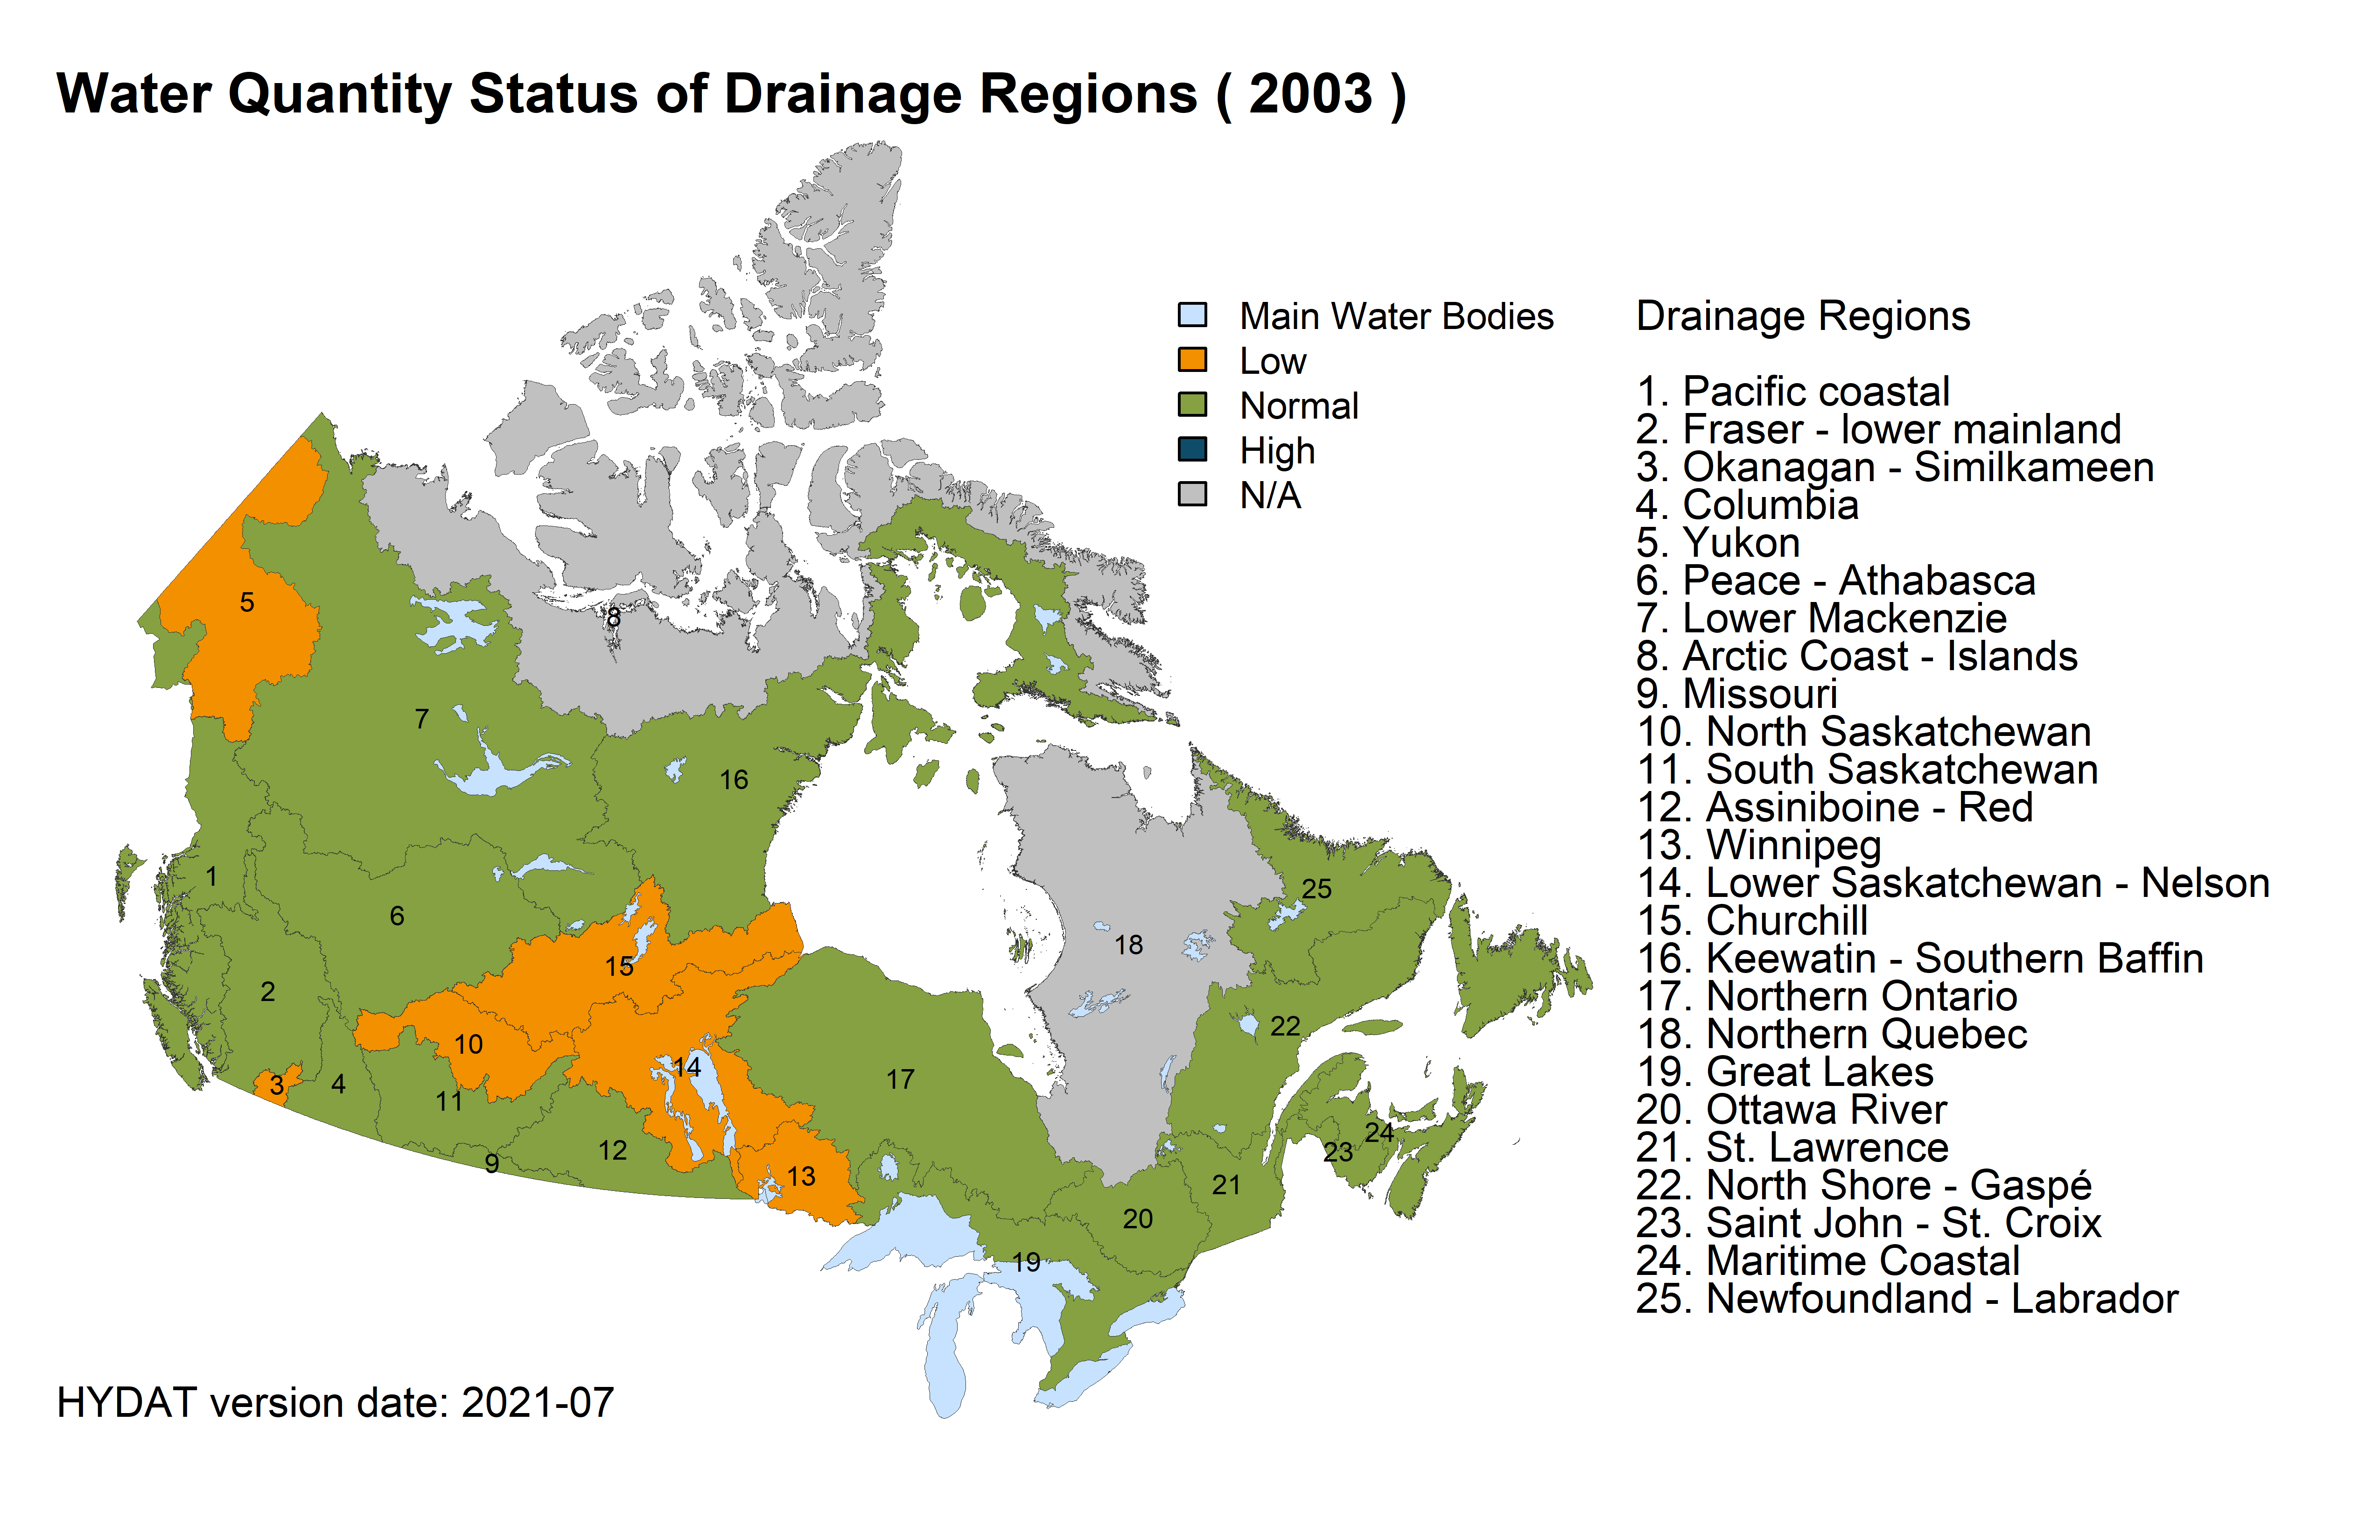 Water Quantity Status of Drainage Regions ( 2003 )
Main Water Bodies
Low
Normal
High
N/A
Drainage Regions
1. Pacific coastal
2. Fraser - lower mainland
3. Okanagan - Similkameen
4. Columbia
5. Yukon
6. Peace - Athabasca
7. Lower Mackenzie
8. Arctic Coast - Islands
9. Missouri
10. North Saskatchewan
11. South Saskatchewan
12. Assiniboine - Red
13. Winnipeg
14. Lower Saskatchewan - Nelson
15. Churchill
16. Keewatin - Southern Baffin
17. Northern Ontario
18. Northern Quebec
19. Great Lakes
20. Ottawa River
21. St. Lawrence
22. North Shore - Gaspé
23. Saint John - St. Croix
24. Maritime Coastal
25. Newfoundland - Labrador
5
8
7
16
1
25
6
18
15
2
22
10
14
17
3
4
11
24
12
23
9
13
21
20
19
HYDAT version date: 2021-07